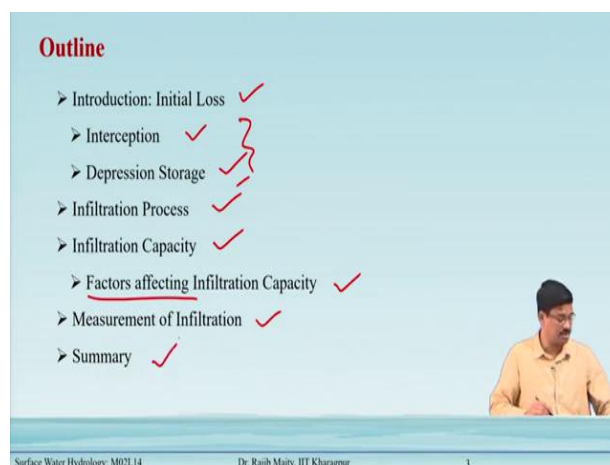 Outline
➤ Introduction: Initial Loss
➤ Interception
➤ Depression Storage
➤ Infiltration Process
➤ Infiltration Capacity
➤ Factors affecting Infiltration Capacity
➤ Measurement of Infiltration
➤ Summary
Surface Water Hydrology: M02L14 Dr. Rajib Maity, IIT Kharagpur 3